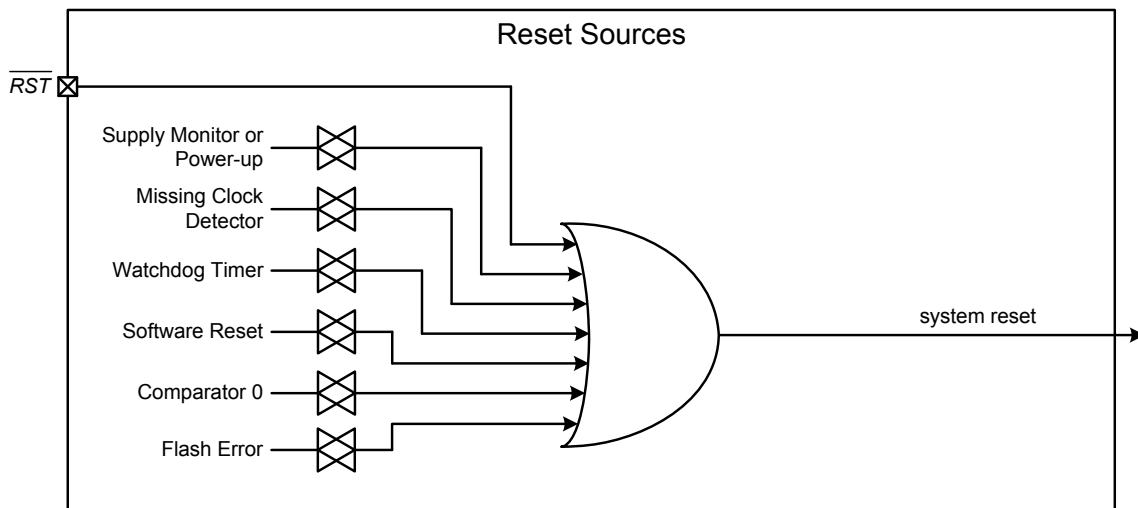 Reset Sources
RST
Supply Monitor or
Power-up
Missing Clock
Detector
Watchdog Timer
Software Reset
Comparator 0
Flash Error
system reset